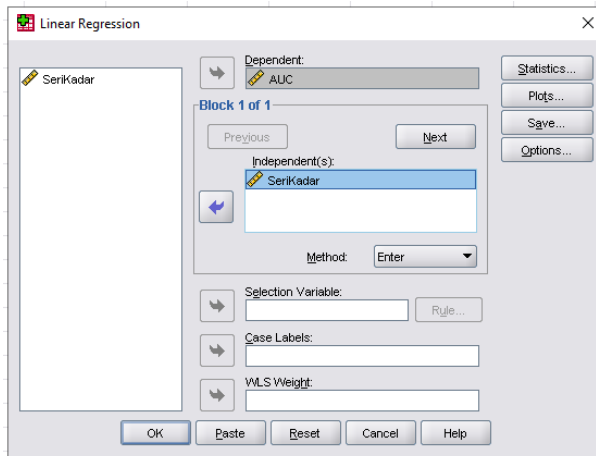 Linear Regression
SeriKadar
Dependent:
AUC
Block 1 of 1
Previous
Next
Independent(s):
SeriKadar
Method:
Enter
Selection Variable:
Rule...
Case Labels:
WLS Weight:
Statistics...
Plots...
Save...
Options...
OK
Paste
Reset
Cancel
Help